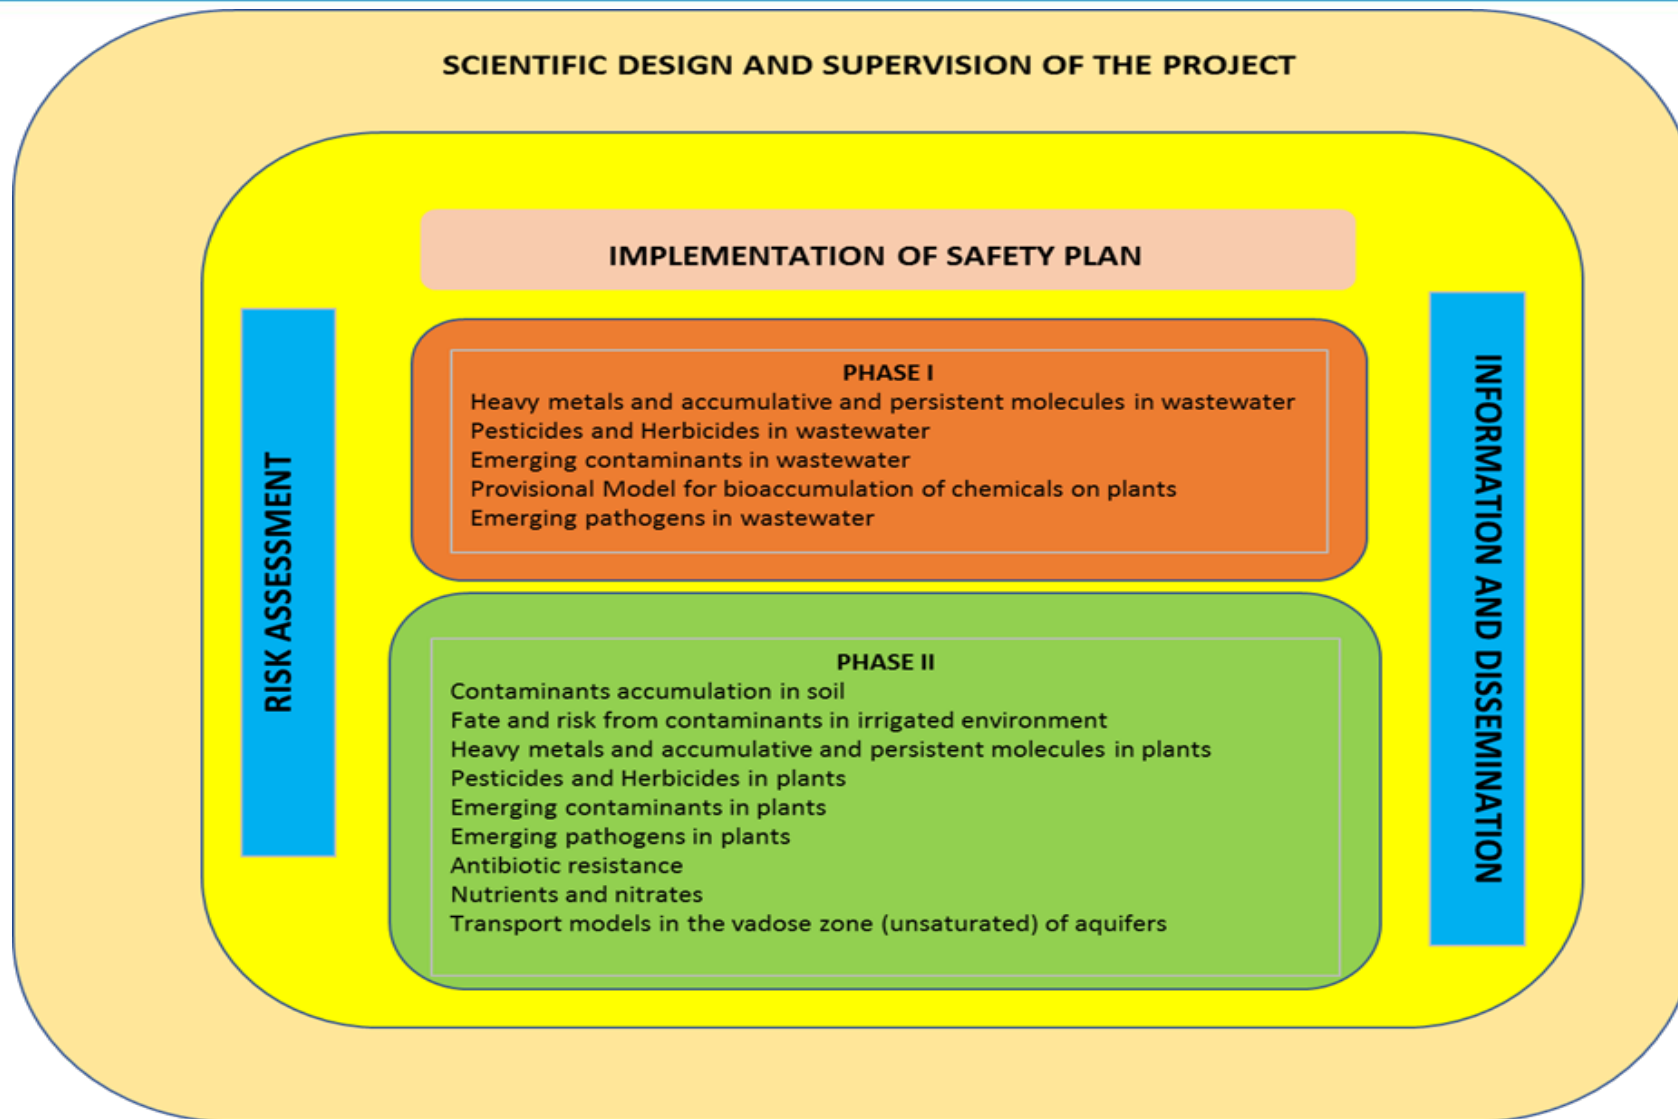 SCIENTIFIC DESIGN AND SUPERVISION OF THE PROJECT
IMPLEMENTATION OF SAFETY PLAN
RISK ASSESSMENT
PHASE I
Heavy metals and accumulative and persistent molecules in wastewater
Pesticides and Herbicides in wastewater
Emerging contaminants in wastewater
Provisional Model for bioaccumulation of chemicals on plants
Emerging pathogens in wastewater
PHASE II
Contaminants accumulation in soil
Fate and risk from contaminants in irrigated environment
Heavy metals and accumulative and persistent molecules in plants
Pesticides and Herbicides in plants
Emerging contaminants in plants
Emerging pathogens in plants
Antibiotic resistance
Nutrients and nitrates
Transport models in the vadose zone (unsaturated) of aquifers
INFORMATION AND DISSEMINATION